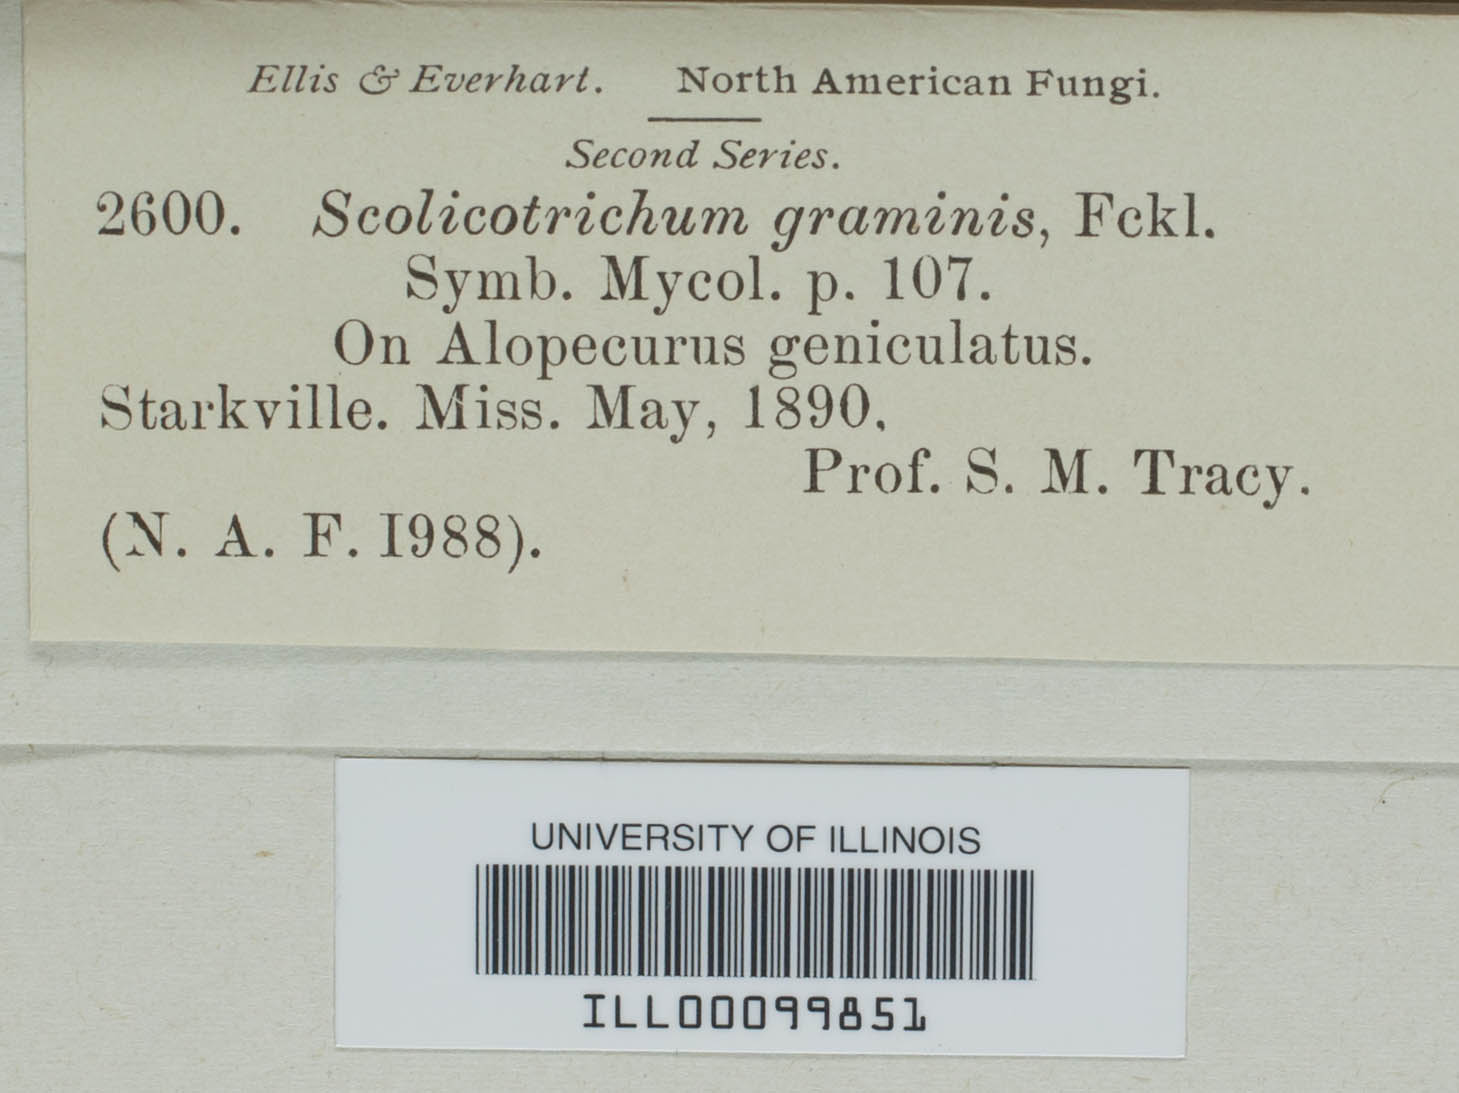 Ellis & Everhart. North American Fungi.
Second Series.
2600. Scolicotrichum graminis, Fckl.
Symb. Mycol. p. 107.
On Alopecurus geniculatus.
Starkville. Miss. May, 1890.
Prof. S. M. Tracy.
(N. A. F. 1988).
UNIVERSITY OF ILLINOIS
ILL00099851